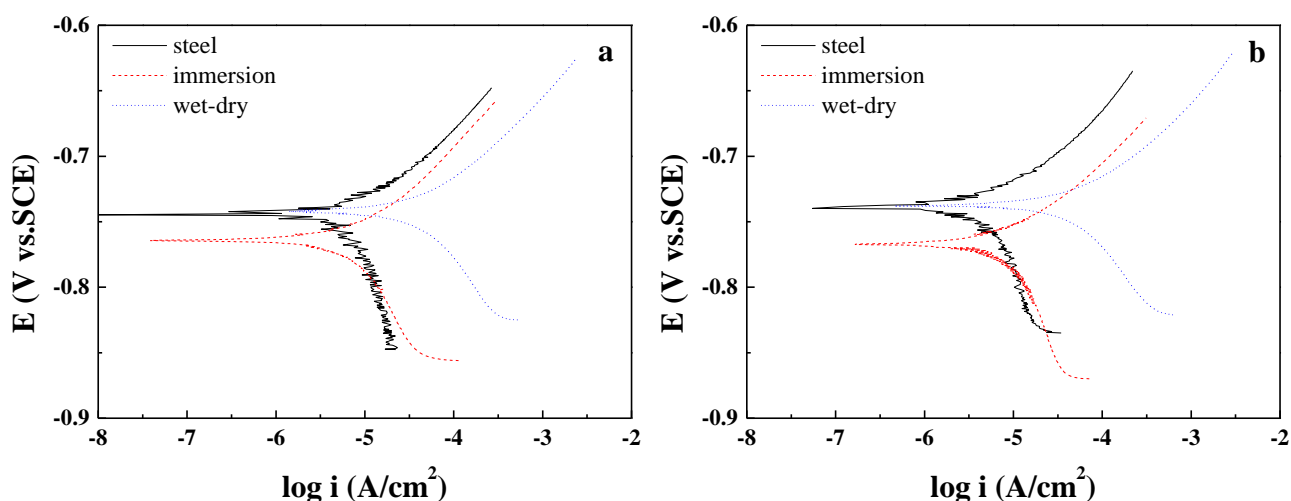 a
steel
immersion
wet-dry
E (V vs.SCE)
-0.6
-0.7
-0.8
-0.9
-8 -7 -6 -5 -4 -3 -2
log i (A/cm²)
b
steel
immersion
wet-dry
E (V vs.SCE)
-0.6
-0.7
-0.8
-0.9
-8 -7 -6 -5 -4 -3 -2
log i (A/cm²)